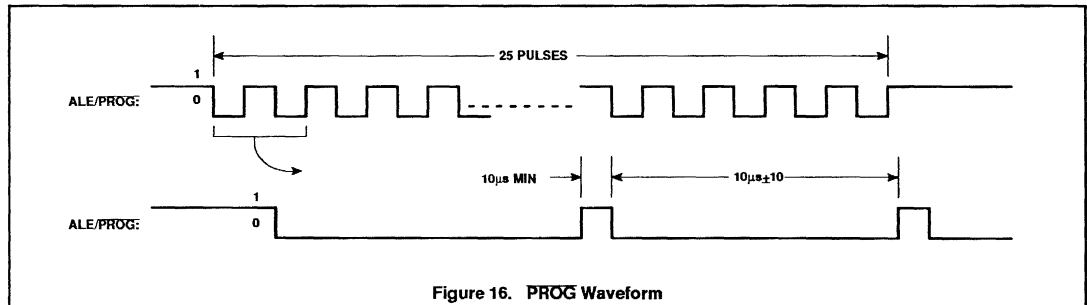 25 PULSES
1
ALE/PROG:
0
10μs MIN
10μs±10
1
ALE/PROG:
0
Figure 16. PROG Waveform